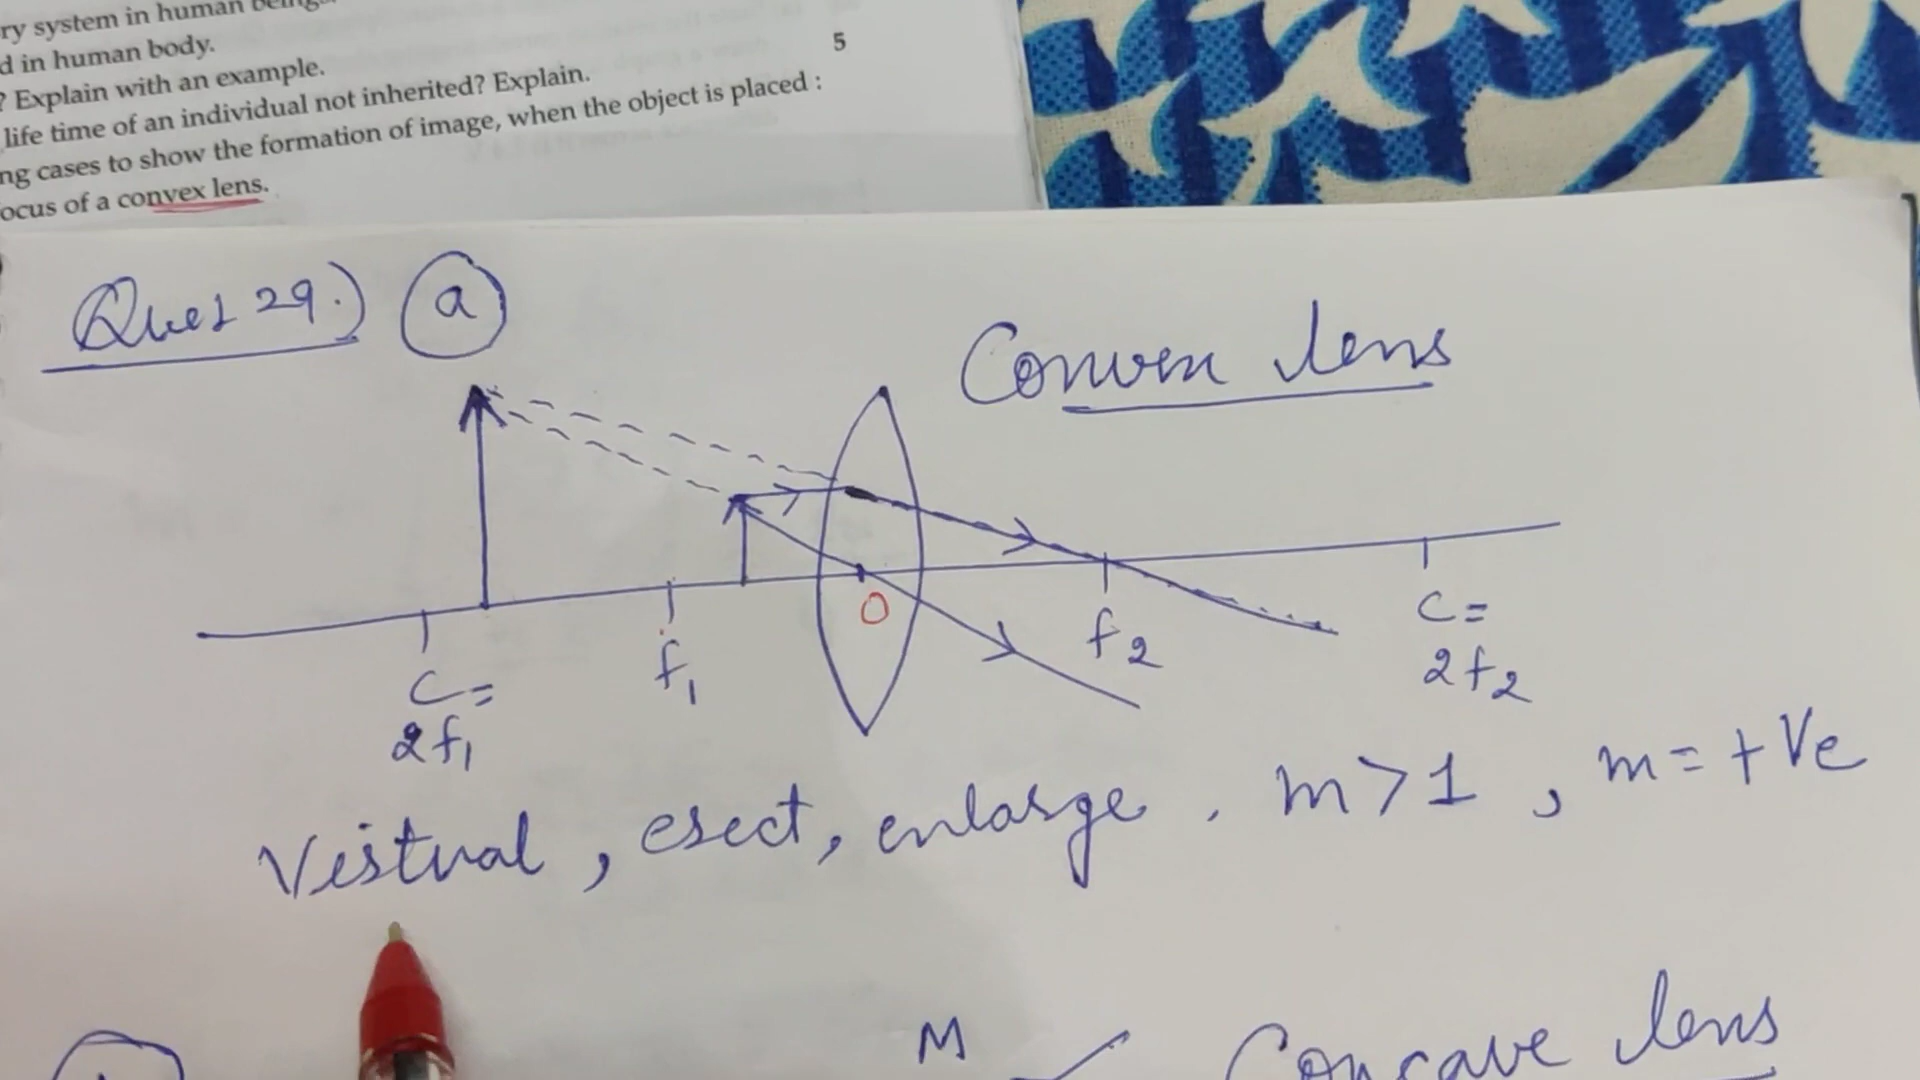 ry system in human beings.
d in human body.
? Explain with an example.
5
life time of an individual not inherited? Explain.
ng cases to show the formation of image, when the object is placed :
ocus of a convex lens.
Ques 29.) a
Convex lens
O
f1
f2
C=
2f1
C=
2f2
Virtual, erect, enlarge. m>1, m=+Ve
M
Concave lens